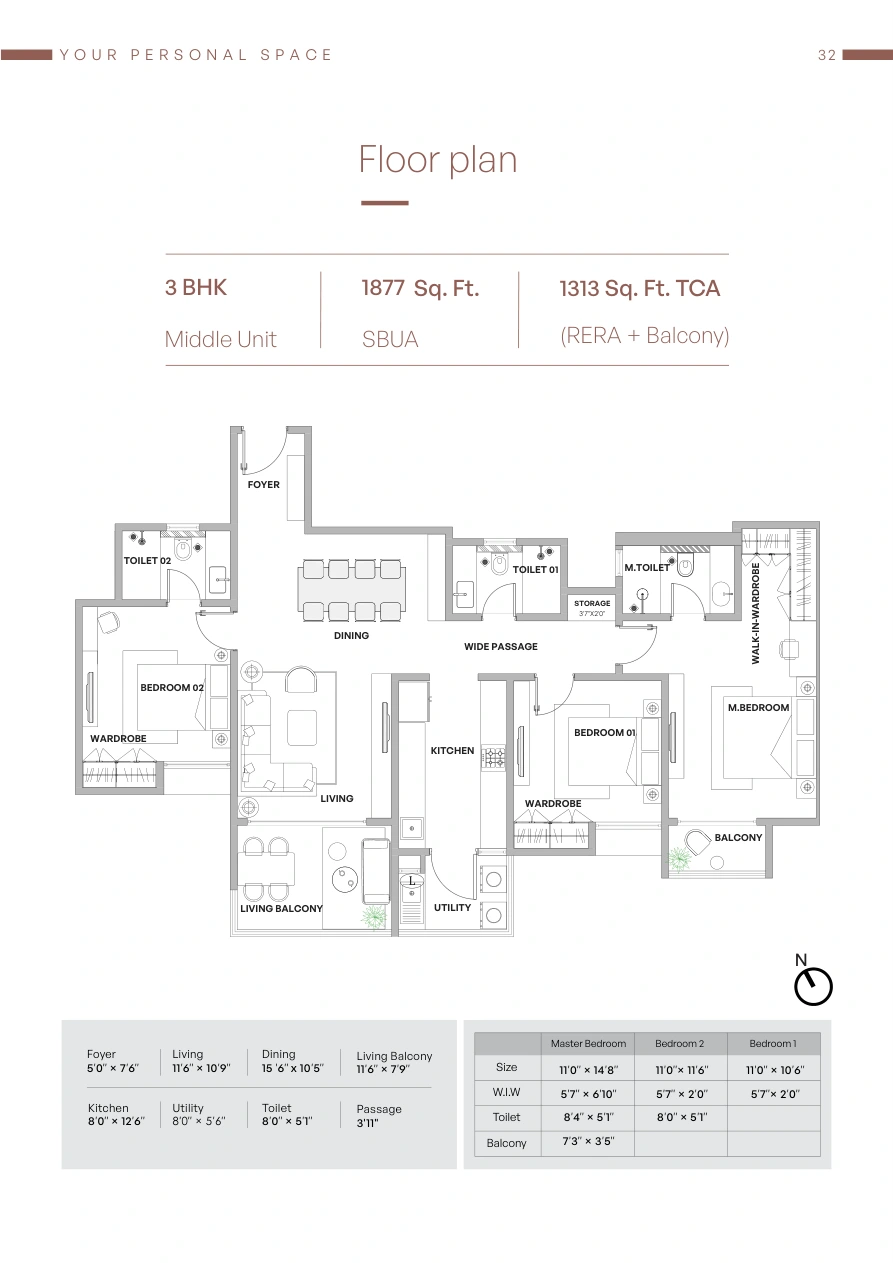 YOUR PERSONAL SPACE
32
Floor plan
3 BHK
1877 Sq. Ft.
1313 Sq. Ft. TCA
Middle Unit
SBUA
(RERA + Balcony)
FOYER
TOILET 02
TOILET 01
M.TOILET
STORAGE
3'7"X2'0"
WALK-IN-WARDROBE
DINING
WIDE PASSAGE
BEDROOM 02
M.BEDROOM
BEDROOM 01
WARDROBE
KITCHEN
LIVING
WARDROBE
BALCONY
L
LIVING BALCONY
UTILITY
N
Foyer
5'0" × 7'6"
Living
11'6" × 10'9"
Dining
15 '6" x 10'5"
Living Balcony
11'6" × 7'9"
Kitchen
8'0" × 12'6"
Utility
8'0" × 5'6"
Toilet
8'0" × 5'1"
Passage
3'11"
Master Bedroom Bedroom 2 Bedroom 1
Size 11'0" × 14'8" 11'0"× 11'6" 11'0" × 10'6"
W.I.W 5'7" × 6'10" 5'7" × 2'0" 5'7"× 2'0"
Toilet 8'4" × 5'1" 8'0" × 5'1"
Balcony 7'3" × 3'5"